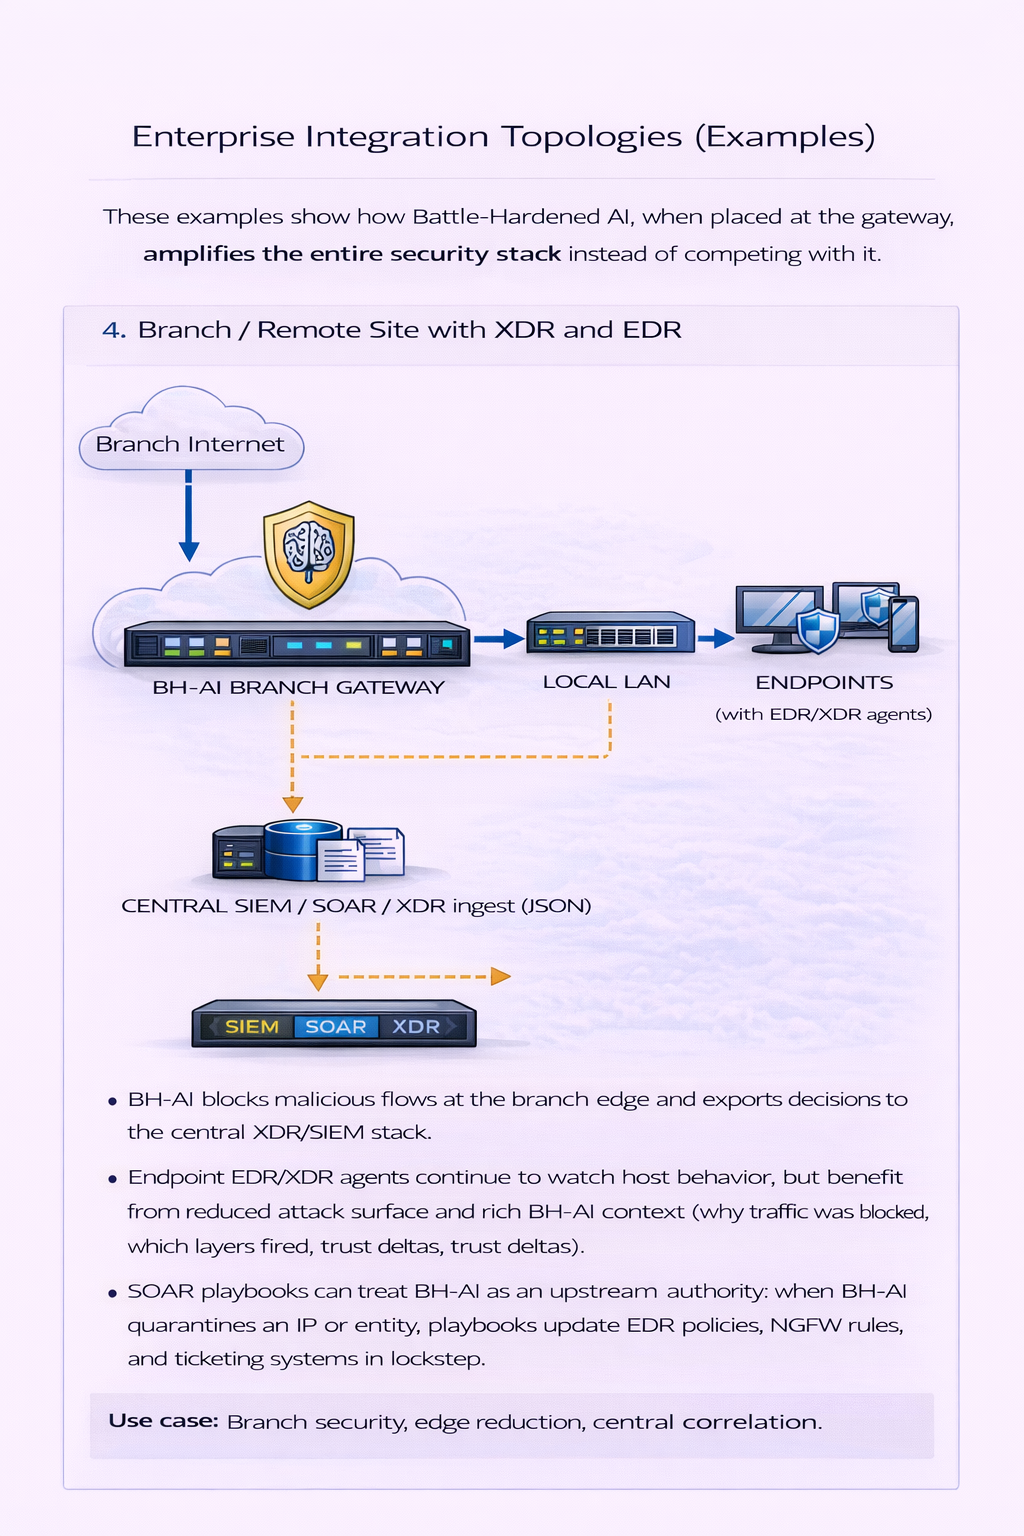 Enterprise Integration Topologies (Examples)
These examples show how Battle-Hardened AI, when placed at the gateway,
amplifies the entire security stack instead of competing with it.
4. Branch / Remote Site with XDR and EDR
Branch Internet
BH-AI BRANCH GATEWAY
LOCAL LAN
ENDPOINTS
(with EDR/XDR agents)
CENTRAL SIEM / SOAR / XDR ingest (JSON)
SIEM SOAR XDR
• BH-AI blocks malicious flows at the branch edge and exports decisions to
the central XDR/SIEM stack.
• Endpoint EDR/XDR agents continue to watch host behavior, but benefit
from reduced attack surface and rich BH-AI context (why traffic was blocked,
which layers fired, trust deltas, trust deltas).
• SOAR playbooks can treat BH-AI as an upstream authority: when BH-AI
quarantines an IP or entity, playbooks update EDR policies, NGFW rules,
and ticketing systems in lockstep.
Use case: Branch security, edge reduction, central correlation.